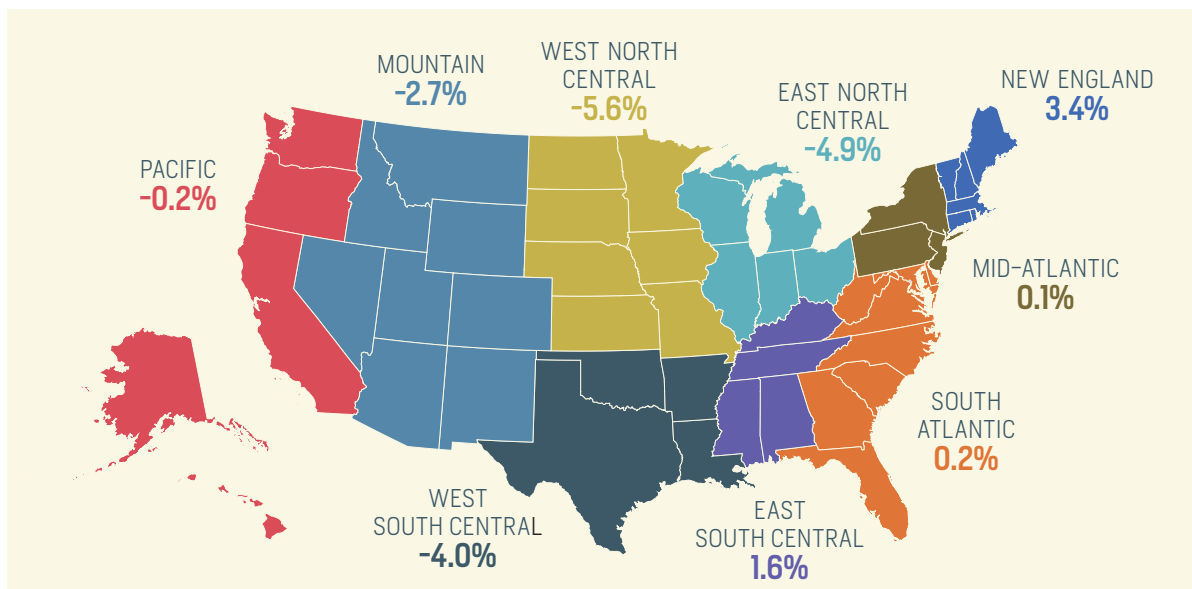 MOUNTAIN
-2.7%
WEST NORTH
CENTRAL
-5.6%
EAST NORTH
CENTRAL
-4.9%
NEW ENGLAND
3.4%
PACIFIC
-0.2%
MID-ATLANTIC
0.1%
SOUTH
ATLANTIC
0.2%
WEST
SOUTH CENTRAL
-4.0%
EAST
SOUTH CENTRAL
1.6%